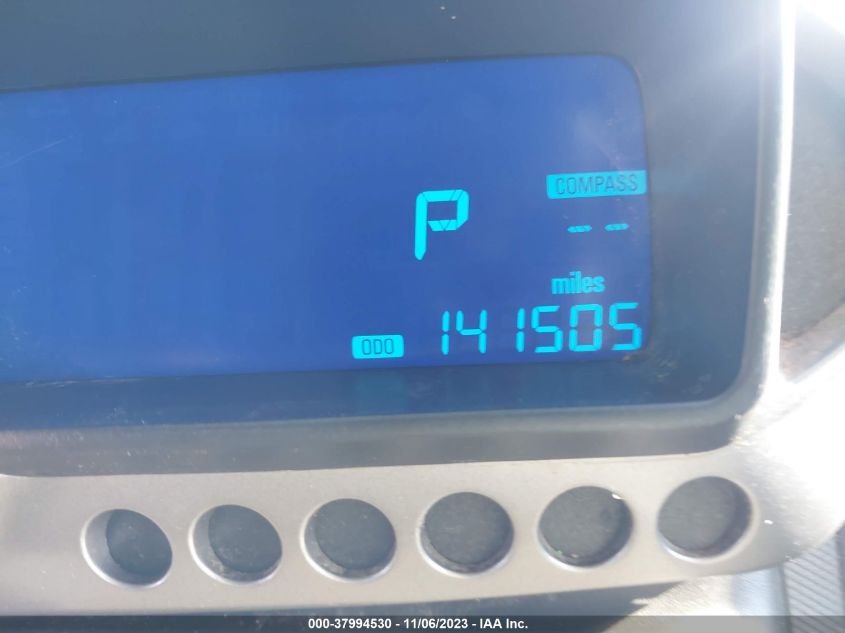 COMPASS
P
--
miles
ODO 141505
000-37994530 - 11/06/2023 - IAA Inc.